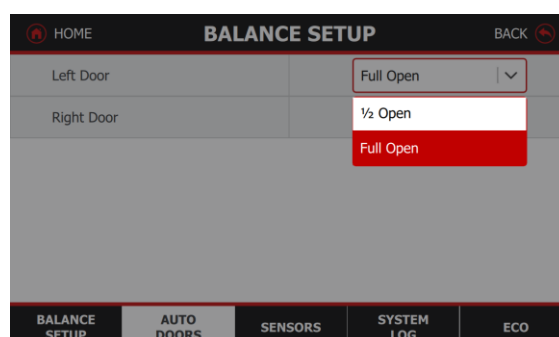 HOME BALANCE SETUP BACK
Left Door Full Open
Right Door ½ Open
Full Open
BALANCE SETUP AUTO DOORS SENSORS SYSTEM LOG ECO